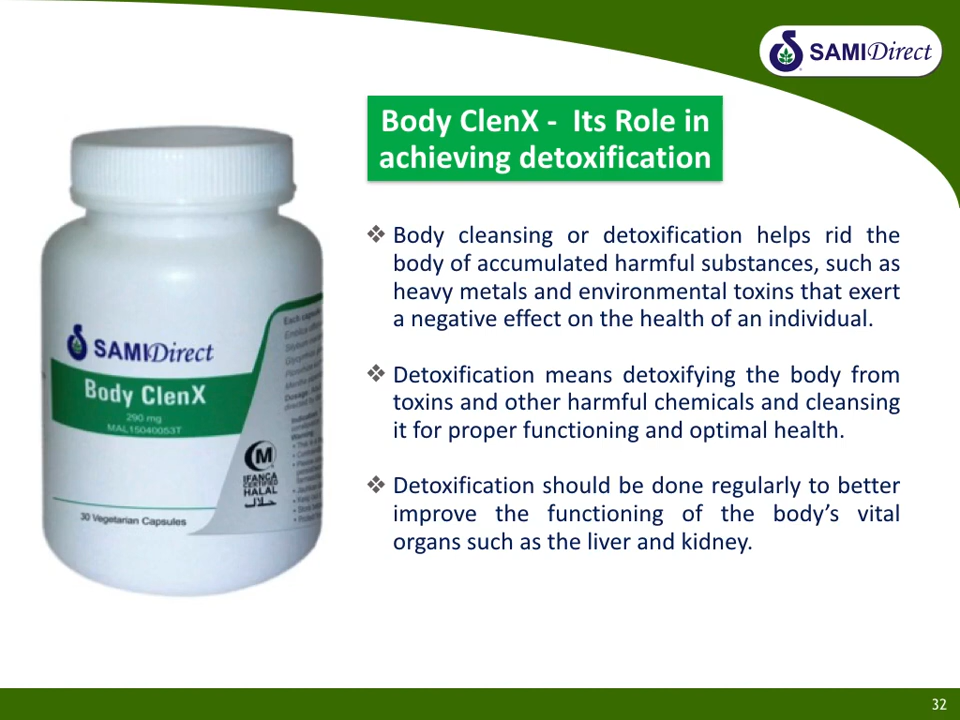 SAMIDirect
Body ClenX - Its Role in
achieving detoxification
❖ Body cleansing or detoxification helps rid the
body of accumulated harmful substances, such as
heavy metals and environmental toxins that exert
a negative effect on the health of an individual.
❖ Detoxification means detoxifying the body from
toxins and other harmful chemicals and cleansing
it for proper functioning and optimal health.
❖ Detoxification should be done regularly to better
improve the functioning of the body’s vital
organs such as the liver and kidney.
SAMIDirect
Body ClenX
290 mg
MAL15040053T
30 Vegetarian Capsules
Each capsule
M
IFANCA
CERTIFIED
HALAL
حلال
32